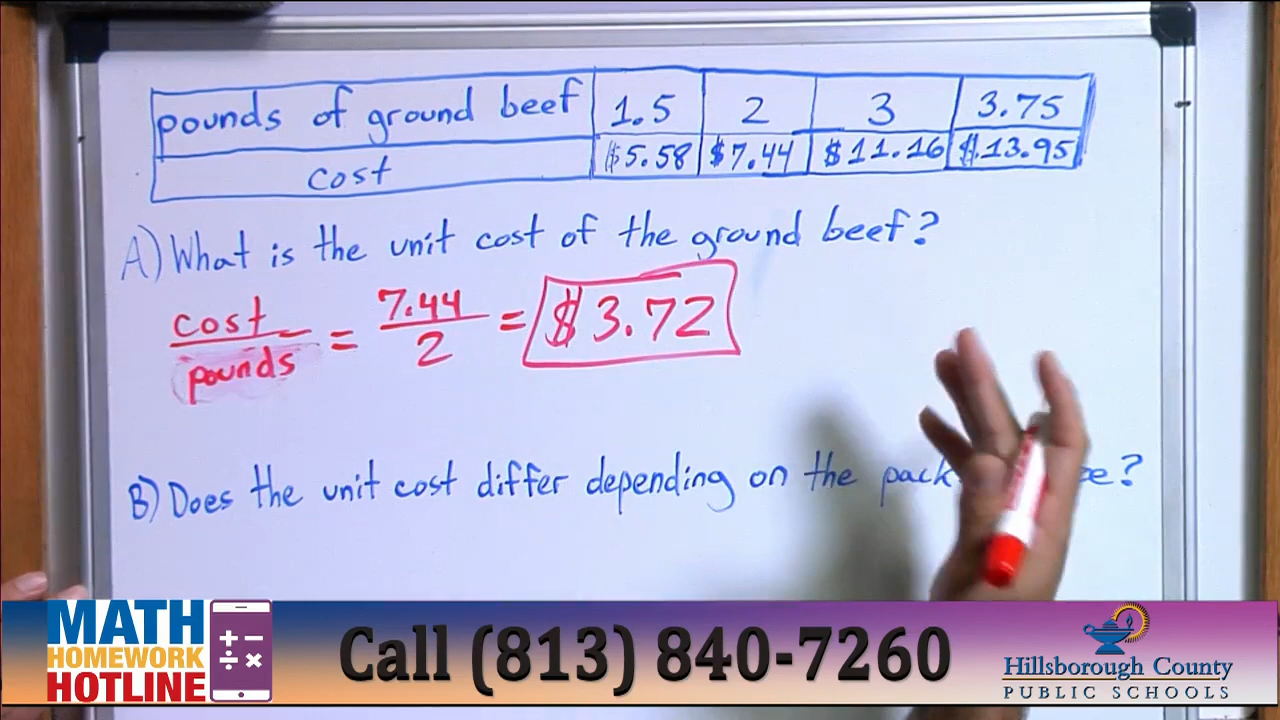 pounds of ground beef 1.5 2 3 3.75
cost $5.58 $7.44 $11.16 $13.95
A) What is the unit cost of the ground beef?
cost/pounds = 7.44/2 = $3.72
B) Does the unit cost differ depending on the pack
MATH
HOMEWORK
HOTLINE
+ −
÷ ×
Call (813) 840-7260
Hillsborough County
PUBLIC SCHOOLS